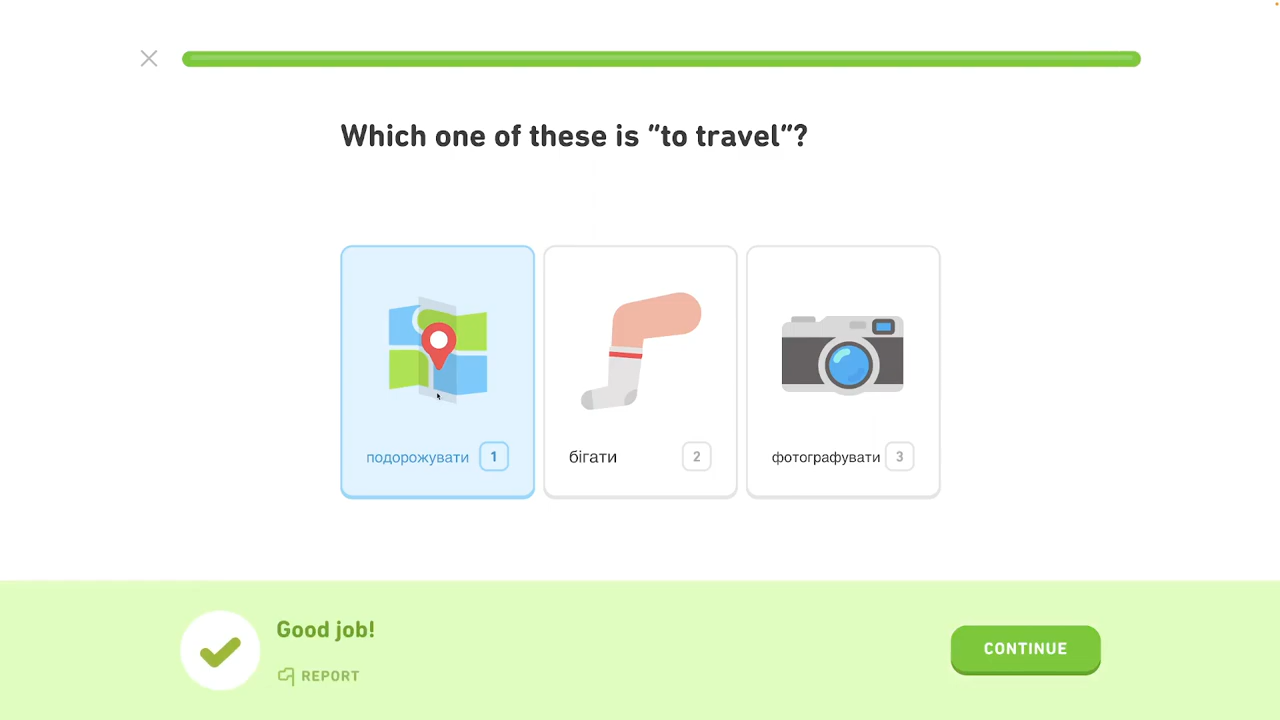 Which one of these is “to travel”?
подорожувати 1
бігати 2
фотографувати 3
Good job!
REPORT
CONTINUE